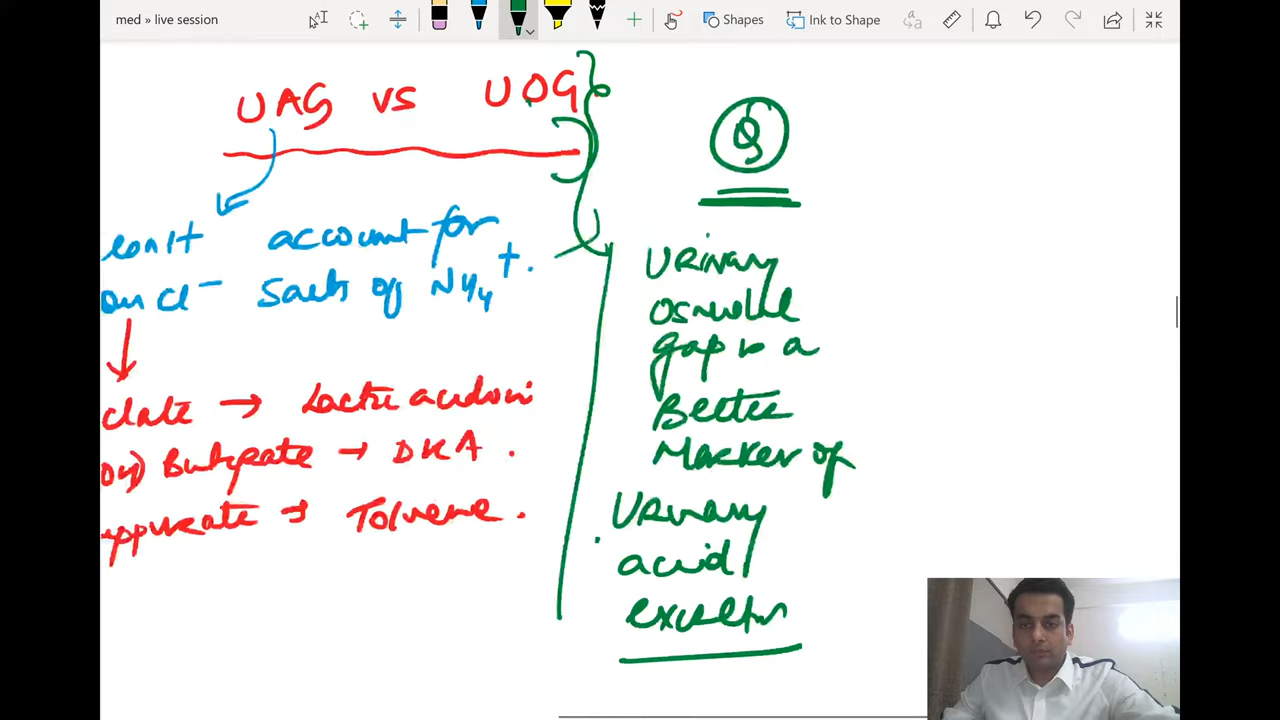 med » live session
Shapes
Ink to Shape
UAG vs UOG
Q
account for
Salts of NH4+.
→ Lactic acidosis
Butyrate → DKA.
→ Toluene.
Urinary
osmolal
gap is a
Better
Marker of
Urinary
acid
excretion